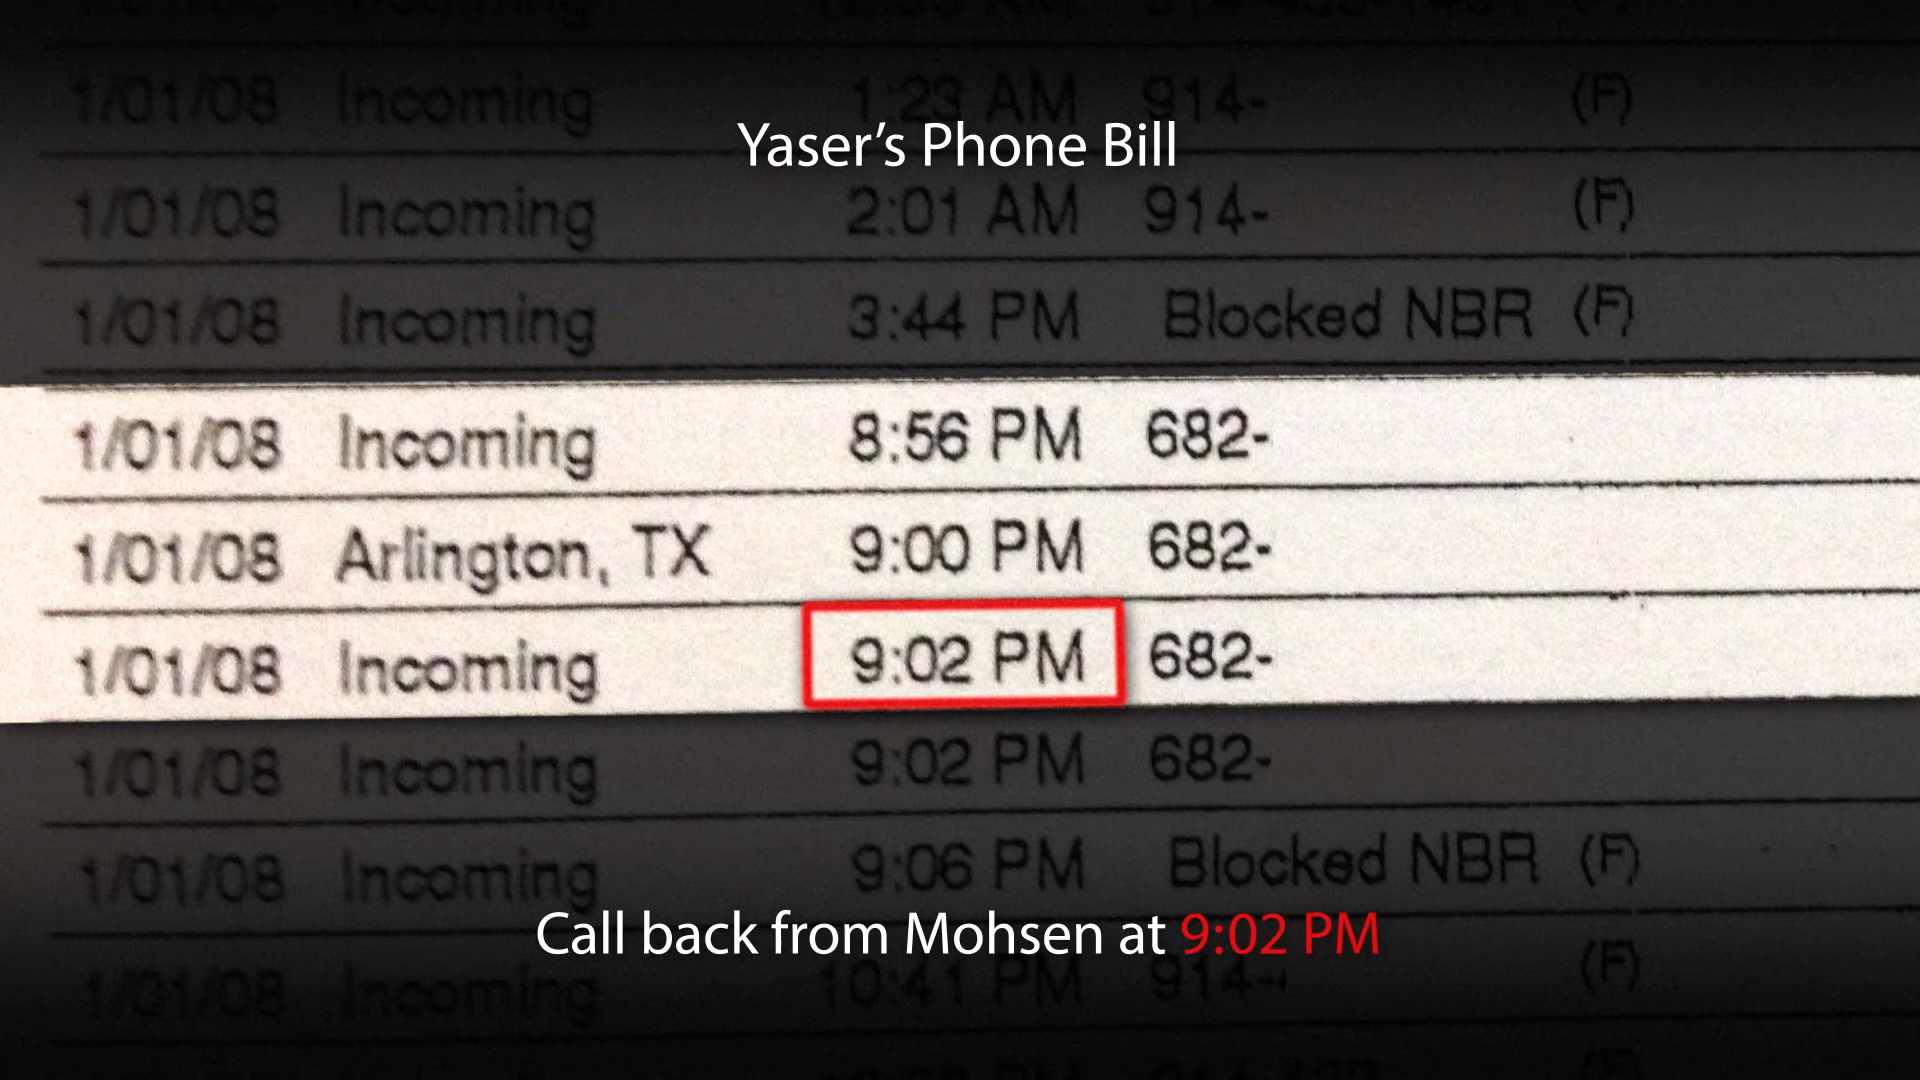 1/01/08 Incoming 1:23 AM 914- (F)
Yaser's Phone Bill
1/01/08 Incoming 2:01 AM 914- (F)
1/01/08 Incoming 3:44 PM Blocked NBR (F)
1/01/08 Incoming 8:56 PM 682-
1/01/08 Arlington, TX 9:00 PM 682-
1/01/08 Incoming 9:02 PM 682-
1/01/08 Incoming 9:02 PM 682-
1/01/08 Incoming 9:06 PM Blocked NBR (F)
Call back from Mohsen at 9:02 PM
1/01/08 Incoming 10:41 PM 914- (F)